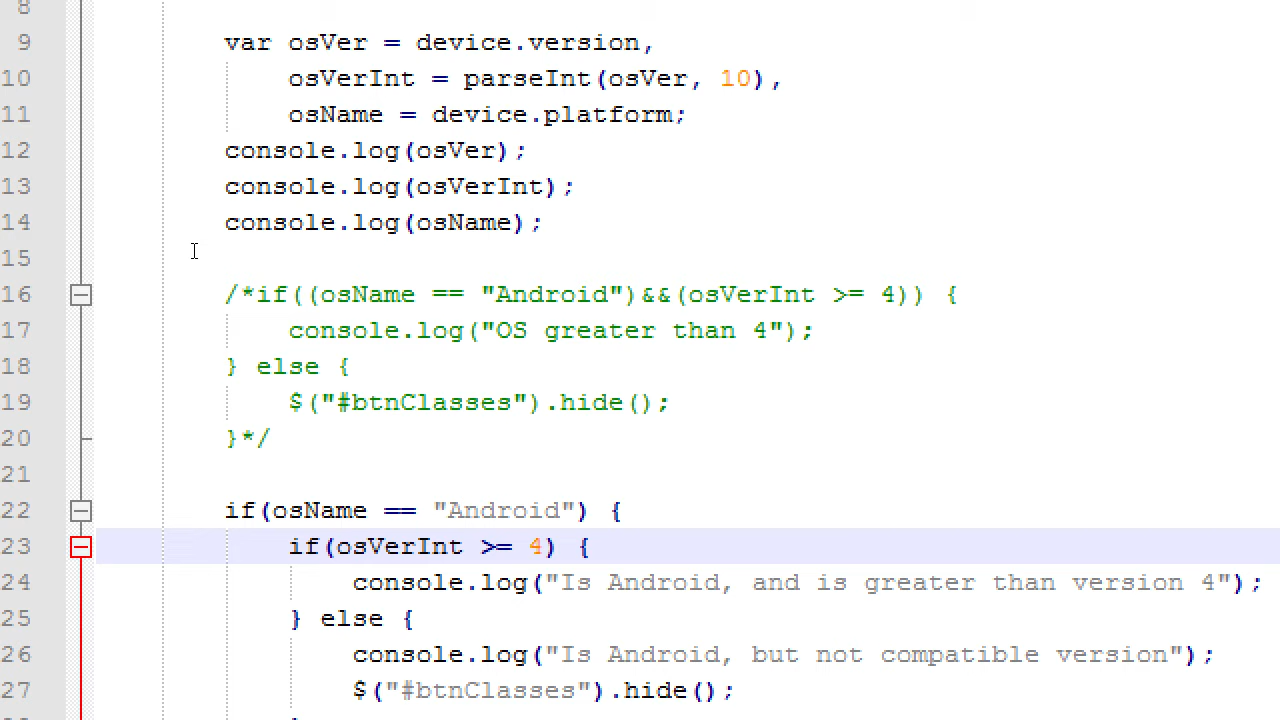 8
9 var osVer = device.version,
10 osVerInt = parseInt(osVer, 10),
11 osName = device.platform;
12 console.log(osVer);
13 console.log(osVerInt);
14 console.log(osName);
15
16 /*if((osName == "Android")&&(osVerInt >= 4)) {
17 console.log("OS greater than 4");
18 } else {
19 $("#btnClasses").hide();
20 }*/
21
22 if(osName == "Android") {
23 if(osVerInt >= 4) {
24 console.log("Is Android, and is greater than version 4");
25 } else {
26 console.log("Is Android, but not compatible version");
27 $("#btnClasses").hide();